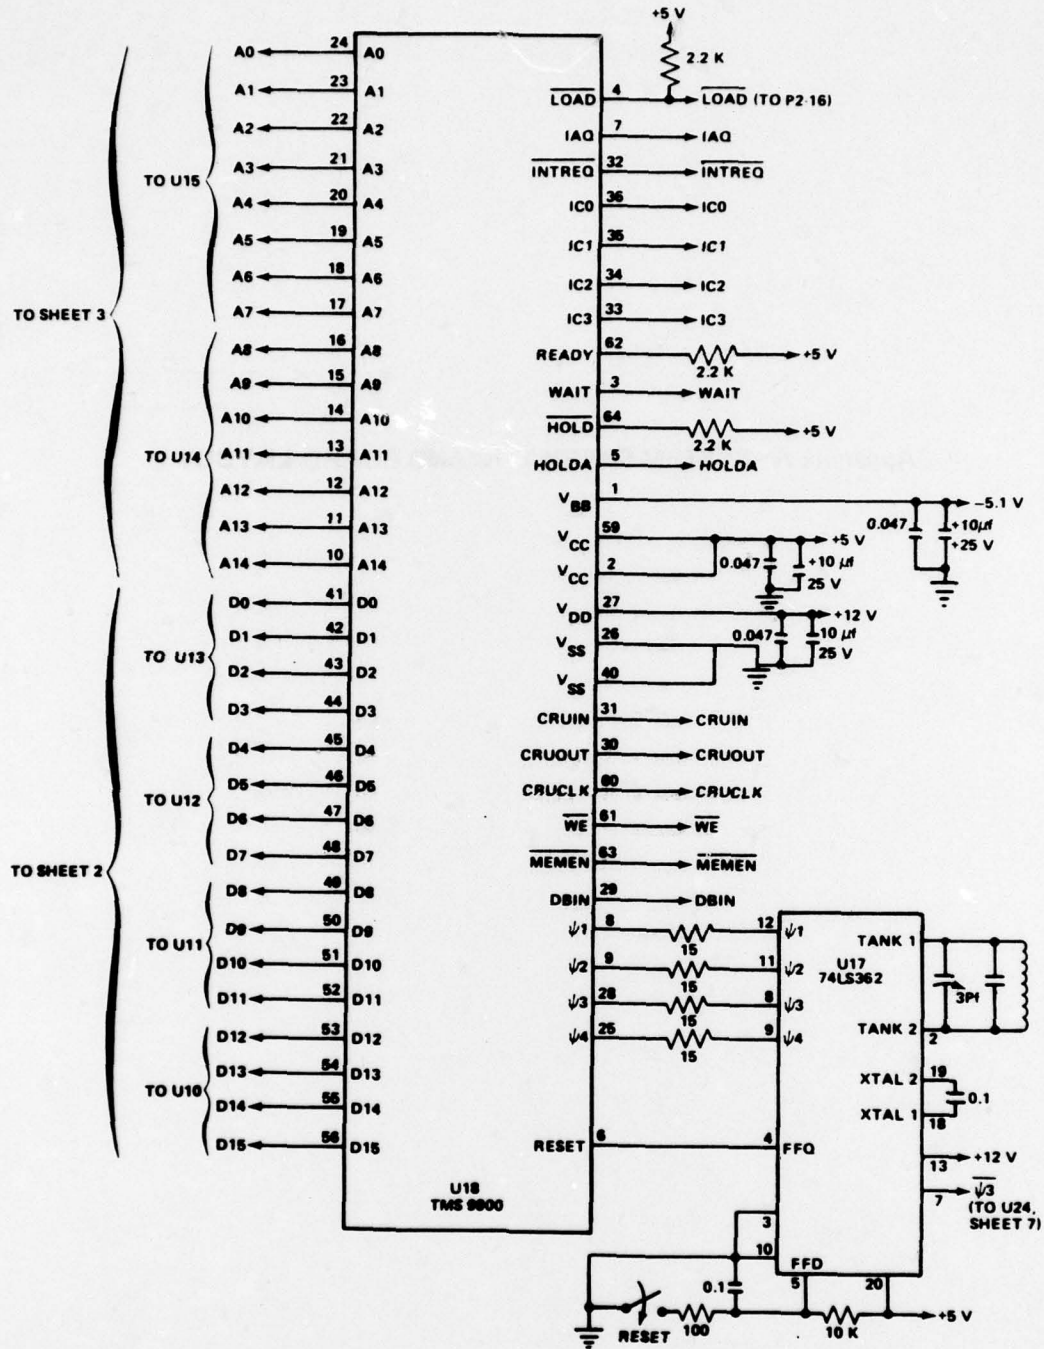 TO SHEET 3
TO SHEET 2
TO U15
TO U14
TO U13
TO U12
TO U11
TO U10
A0 24 A0
A1 23 A1
A2 22 A2
A3 21 A3
A4 20 A4
A5 19 A5
A6 18 A6
A7 17 A7
A8 16 A8
A9 15 A9
A10 14 A10
A11 13 A11
A12 12 A12
A13 11 A13
A14 10 A14
D0 41 D0
D1 42 D1
D2 43 D2
D3 44 D3
D4 45 D4
D5 46 D5
D6 47 D6
D7 48 D7
D8 49 D8
D9 50 D9
D10 51 D10
D11 52 D11
D12 53 D12
D13 54 D13
D14 55 D14
D15 56 D15
U18
TMS 9900
+5 V
2.2 K
LOAD 4 LOAD (TO P2-16)
IAQ 7 IAQ
INTREQ 32 INTREQ
IC0 36 IC0
IC1 35 IC1
IC2 34 IC2
IC3 33 IC3
READY 62 2.2 K +5 V
WAIT 3 WAIT
HOLD 64 2.2 K +5 V
HOLDA 5 HOLDA
VBB 1 -5.1 V
0.047 +10µf
+25 V
VCC 59 +5 V
VCC 2
0.047 +10 µf
25 V
VDD 27 +12 V
VSS 26
0.047 10 µf
25 V
VSS 40
CRUIN 31 CRUIN
CRUOUT 30 CRUOUT
CRUCLK 60 CRUCLK
WE 61 WE
MEMEN 63 MEMEN
DBIN 29 DBIN
ψ1 8 15 12 ψ1
ψ2 9 15 11 ψ2
ψ3 28 15 8 ψ3
ψ4 25 15 9 ψ4
RESET 6 4 FFQ
U17
74LS362
TANK 1
3Pf
TANK 2
2
XTAL 2 19
0.1
XTAL 1 18
13 +12 V
7 ψ3
(TO U24,
SHEET 7)
3
10
FFD
5 20
0.1
RESET 100 10 K +5 V